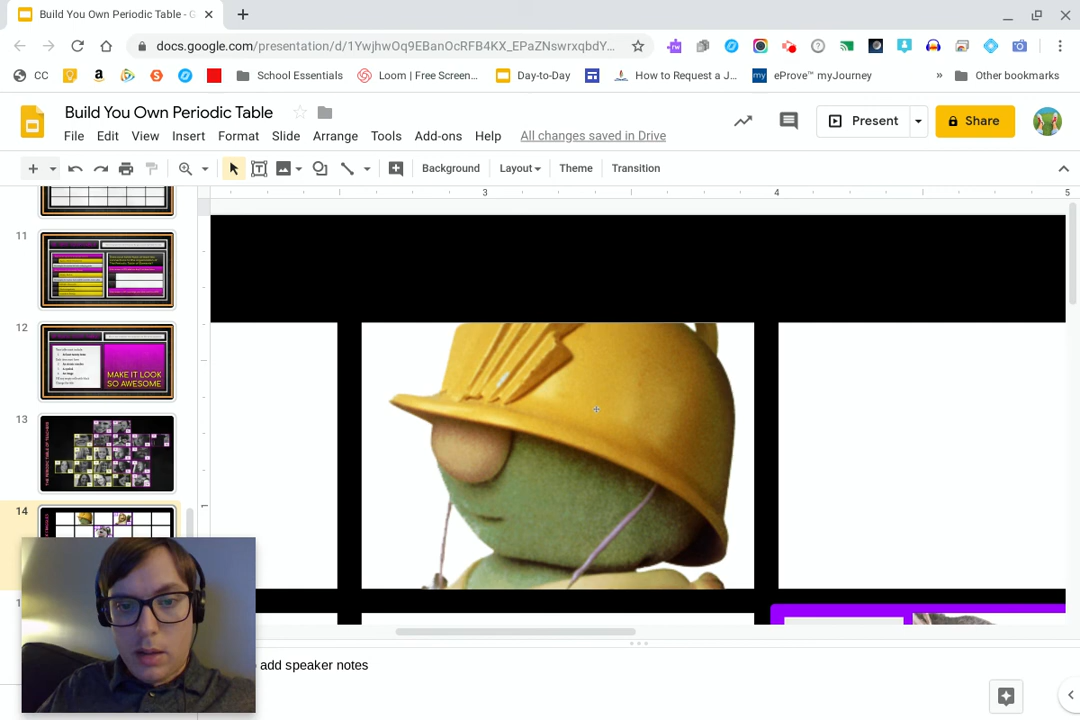 Build You Own Periodic Table - G
docs.google.com/presentation/d/1YwjhwOq9EBanOcRFB4KX_EPaZNswrxqbdY...
CC
School Essentials
Loom | Free Screen...
Day-to-Day
How to Request a J...
my
eProve™ myJourney
»
Other bookmarks
Build You Own Periodic Table
Present
Share
File
Edit
View
Insert
Format
Slide
Arrange
Tools
Add-ons
Help
All changes saved in Drive
Background
Layout
Theme
Transition
3
4
5
1
11
12
MAKE IT LOOK
SO AWESOME
13
14
add speaker notes